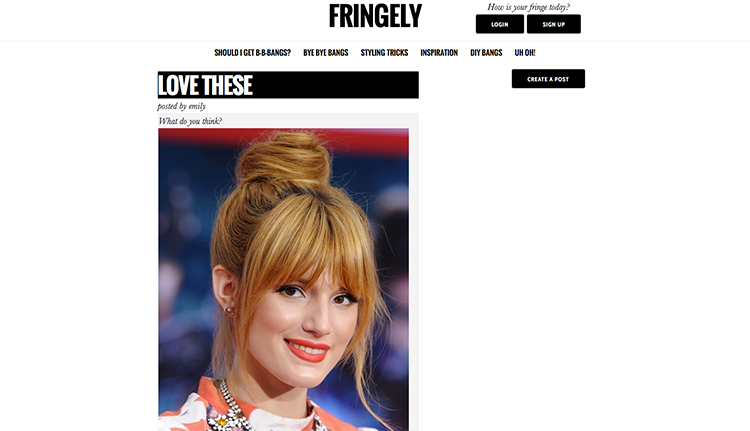 FRINGELY
How is your fringe today?
LOGIN
SIGN UP
SHOULD I GET B-B-BANGS? BYE BYE BANGS STYLING TRICKS INSPIRATION DIY BANGS UH OH!
CREATE A POST
LOVE THESE
posted by emily
What do you think?